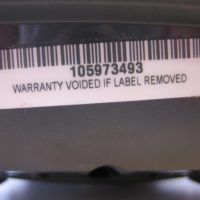 105973493
WARRANTY VOIDED IF LABEL REMOVED